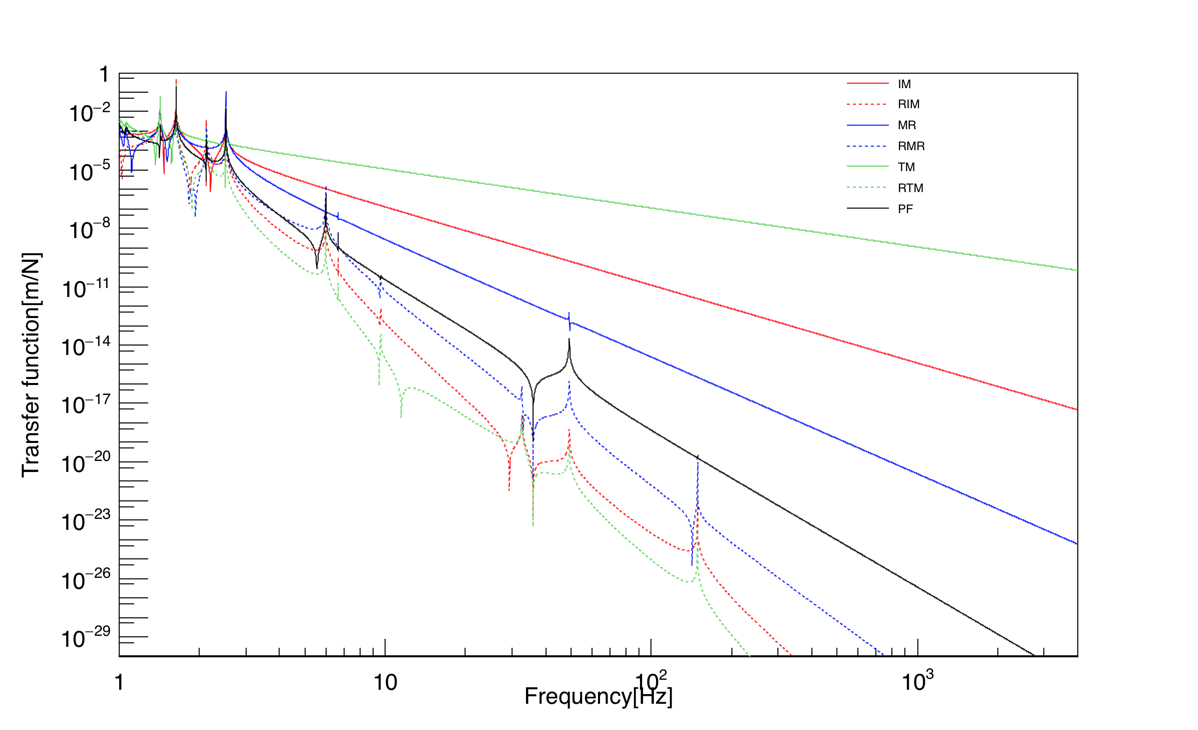 Transfer function[m/N]
1
10−2
10−5
10−8
10−11
10−14
10−17
10−20
10−23
10−26
10−29
IM
RIM
MR
RMR
TM
RTM
PF
1 10 10² 10³
Frequency[Hz]